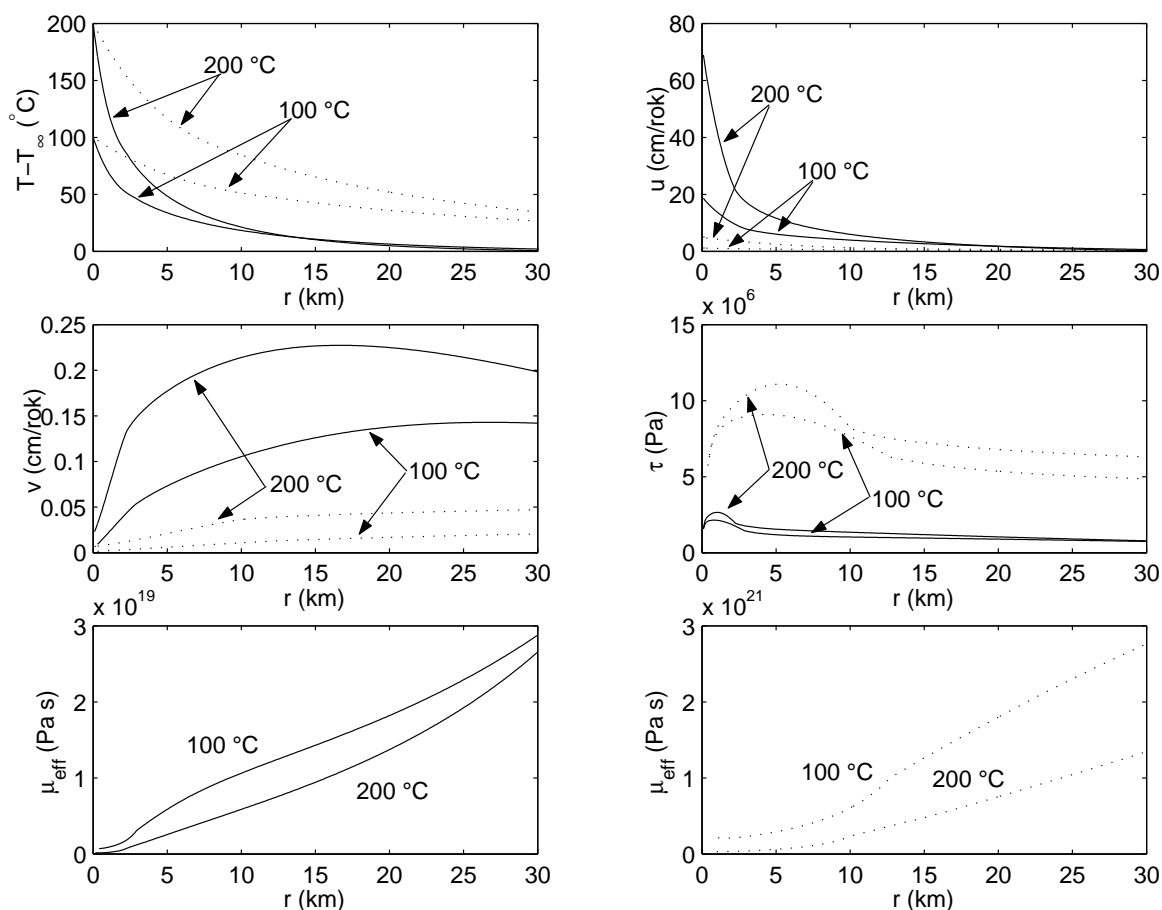 200
150
100
50
0
T−T∞ (°C)
200 °C
100 °C
0 5 10 15 20 25 30
r (km)
80
60
40
20
0
u (cm/rok)
200 °C
100 °C
0 5 10 15 20 25 30
r (km)
0.25
0.2
0.15
0.1
0.05
0
v (cm/rok)
200 °C
100 °C
0 5 10 15 20 25 30
r (km)
x 10^6
15
10
5
0
τ (Pa)
200 °C
100 °C
0 5 10 15 20 25 30
r (km)
x 10^19
3
2
1
0
μeff (Pa s)
100 °C
200 °C
0 5 10 15 20 25 30
r (km)
x 10^21
3
2
1
0
μeff (Pa s)
100 °C
200 °C
0 5 10 15 20 25 30
r (km)